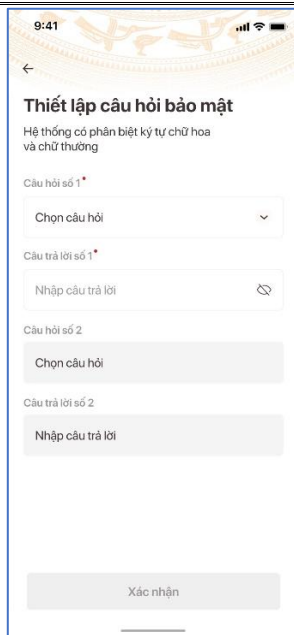 9:41
Thiết lập câu hỏi bảo mật
Hệ thống có phân biệt ký tự chữ hoa
và chữ thường
Câu hỏi số 1*
Chọn câu hỏi
Câu trả lời số 1*
Nhập câu trả lời
Câu hỏi số 2
Chọn câu hỏi
Câu trả lời số 2
Nhập câu trả lời
Xác nhận